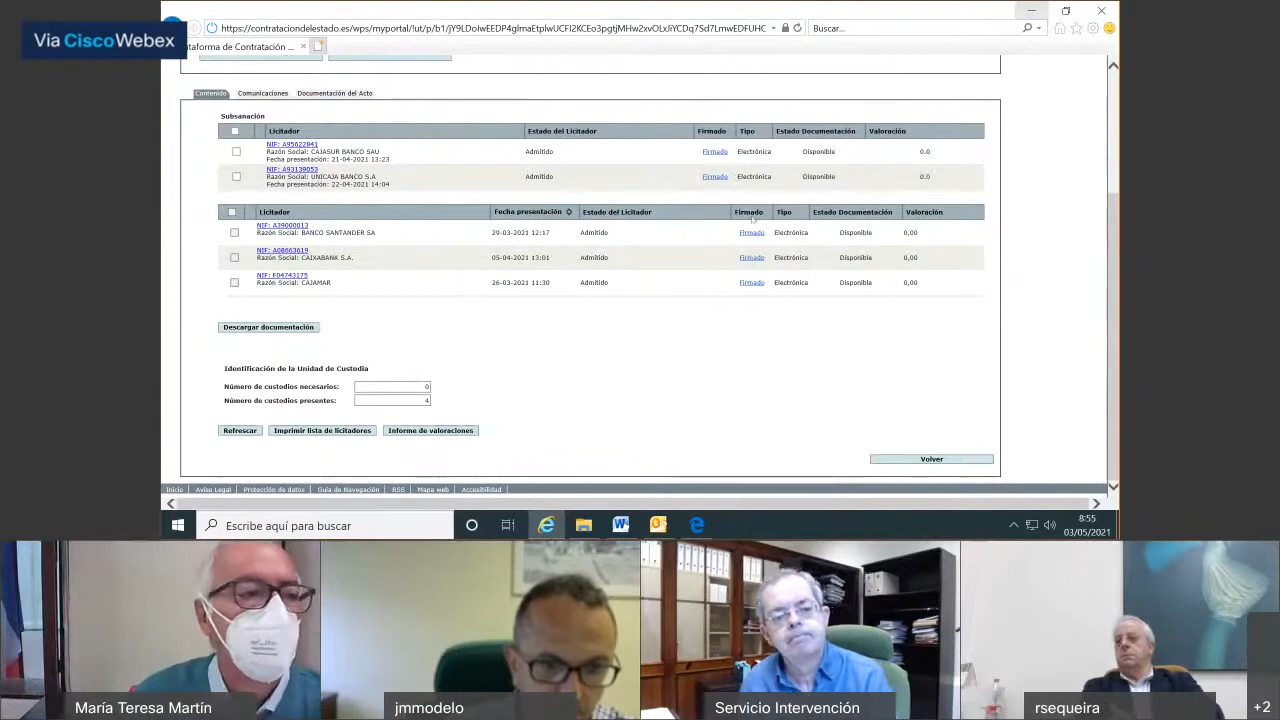 Via Cisco Webex
https://contrataciondelestado.es/wps/myportal/!ut/p/b1/
Buscar...
ataforma de Contratación ...
Contenido Comunicaciones Documentación del Acto
Subsanación
Licitador Estado del Licitador Firmado Tipo Estado Documentación Valoración
NIF: A95622841
Razón Social: CAJASUR BANCO SAU Admitido Firmado Electrónica Disponible 0.0
Fecha presentación: 21-04-2021 13:23
NIF: A93139053
Razón Social: UNICAJA BANCO S.A Admitido Firmado Electrónica Disponible 0.0
Fecha presentación: 22-04-2021 14:04
Licitador Fecha presentación Estado del Licitador Firmado Tipo Estado Documentación Valoración
NIF: A39000013
Razón Social: BANCO SANTANDER SA 29-03-2021 12:17 Admitido Firmado Electrónica Disponible 0,00
NIF: A08663619
Razón Social: CAIXABANK S.A. 05-04-2021 13:01 Admitido Firmado Electrónica Disponible 0,00
NIF: F04743175
Razón Social: CAJAMAR 26-03-2021 11:30 Admitido Firmado Electrónica Disponible 0,00
Descargar documentación
Identificación de la Unidad de Custodia
Número de custodios necesarios: 0
Número de custodios presentes: 4
Refrescar Imprimir lista de licitadores Informe de valoraciones
Volver
Inicio Aviso Legal Protección de datos Guía de Navegación RSS Mapa web Accesibilidad
Escribe aquí para buscar
8:55
03/05/2021
María Teresa Martín
jmmodelo
Servicio Intervención
rsequeira
+2